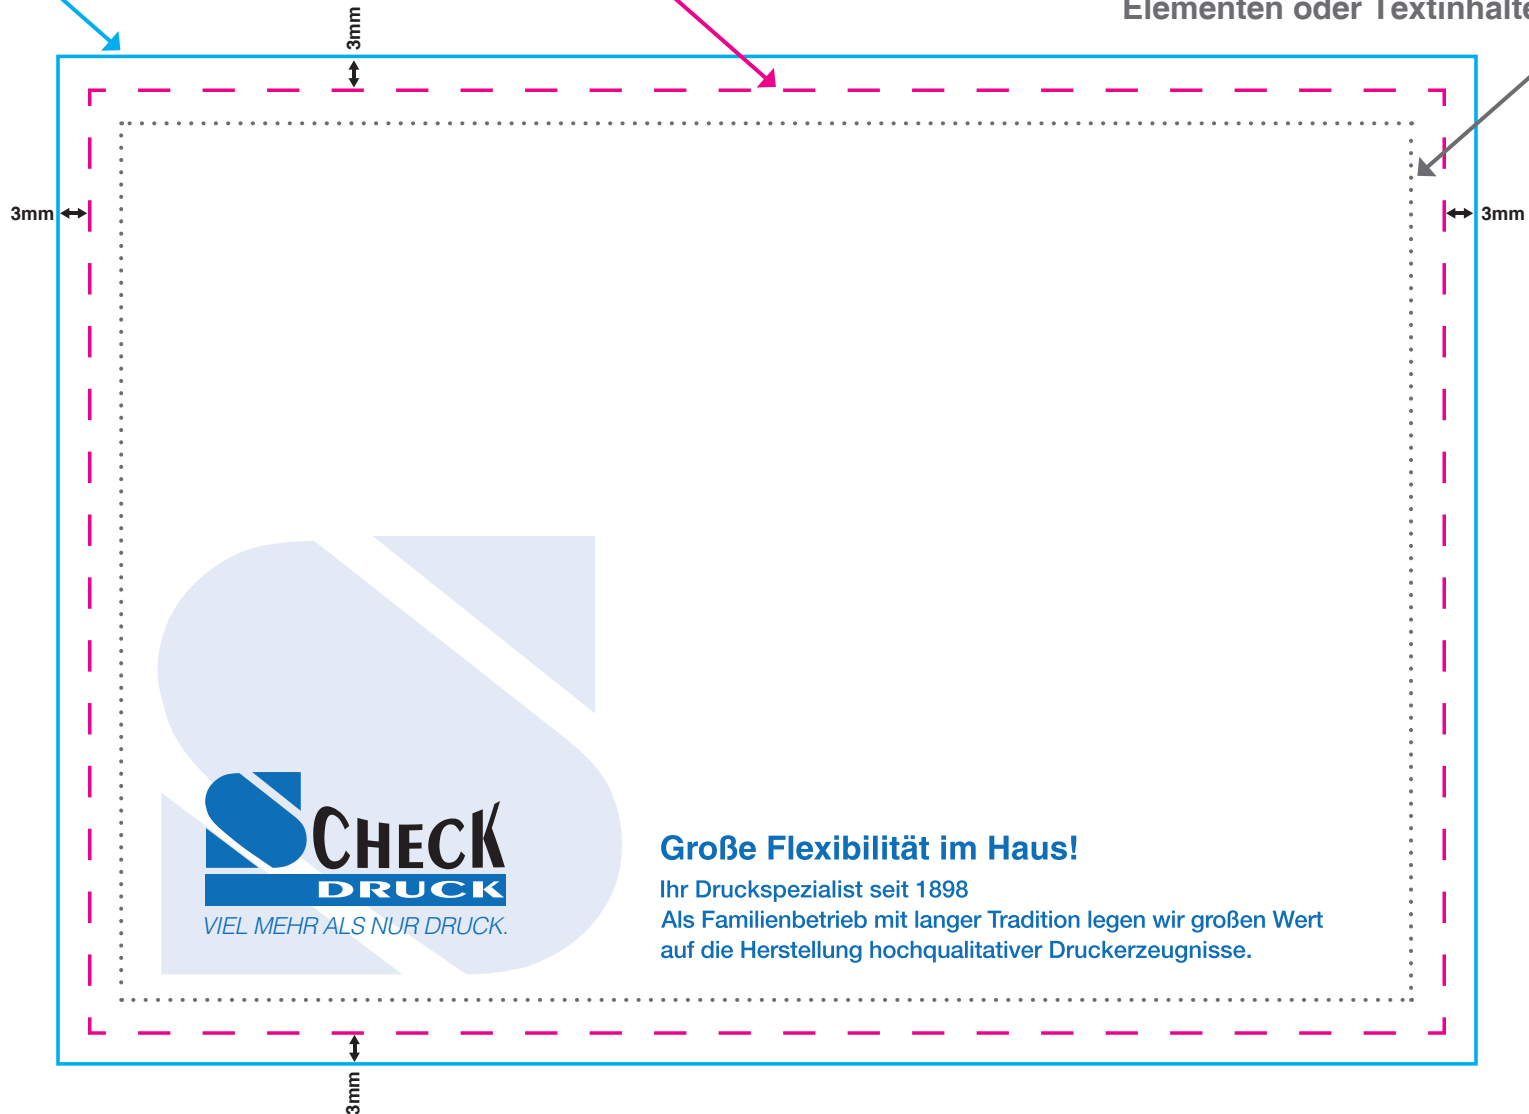 Elementen oder Textinhalte
3mm
3mm
3mm
CHECK
DRUCK
VIEL MEHR ALS NUR DRUCK.
Große Flexibilität im Haus!
Ihr Druckspezialist seit 1898
Als Familienbetrieb mit langer Tradition legen wir großen Wert
auf die Herstellung hochqualitativer Druckerzeugnisse.
3mm